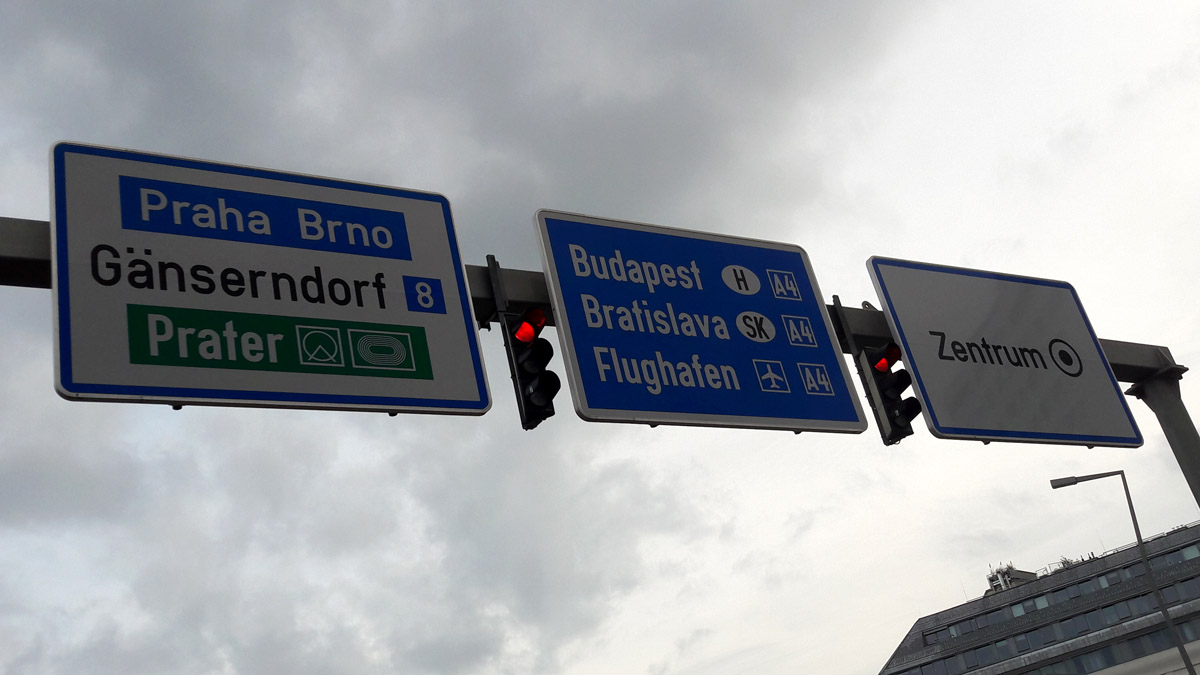 Praha Brno
Gänserndorf 8
Prater
Budapest H A4
Bratislava SK A4
Flughafen A4
Zentrum